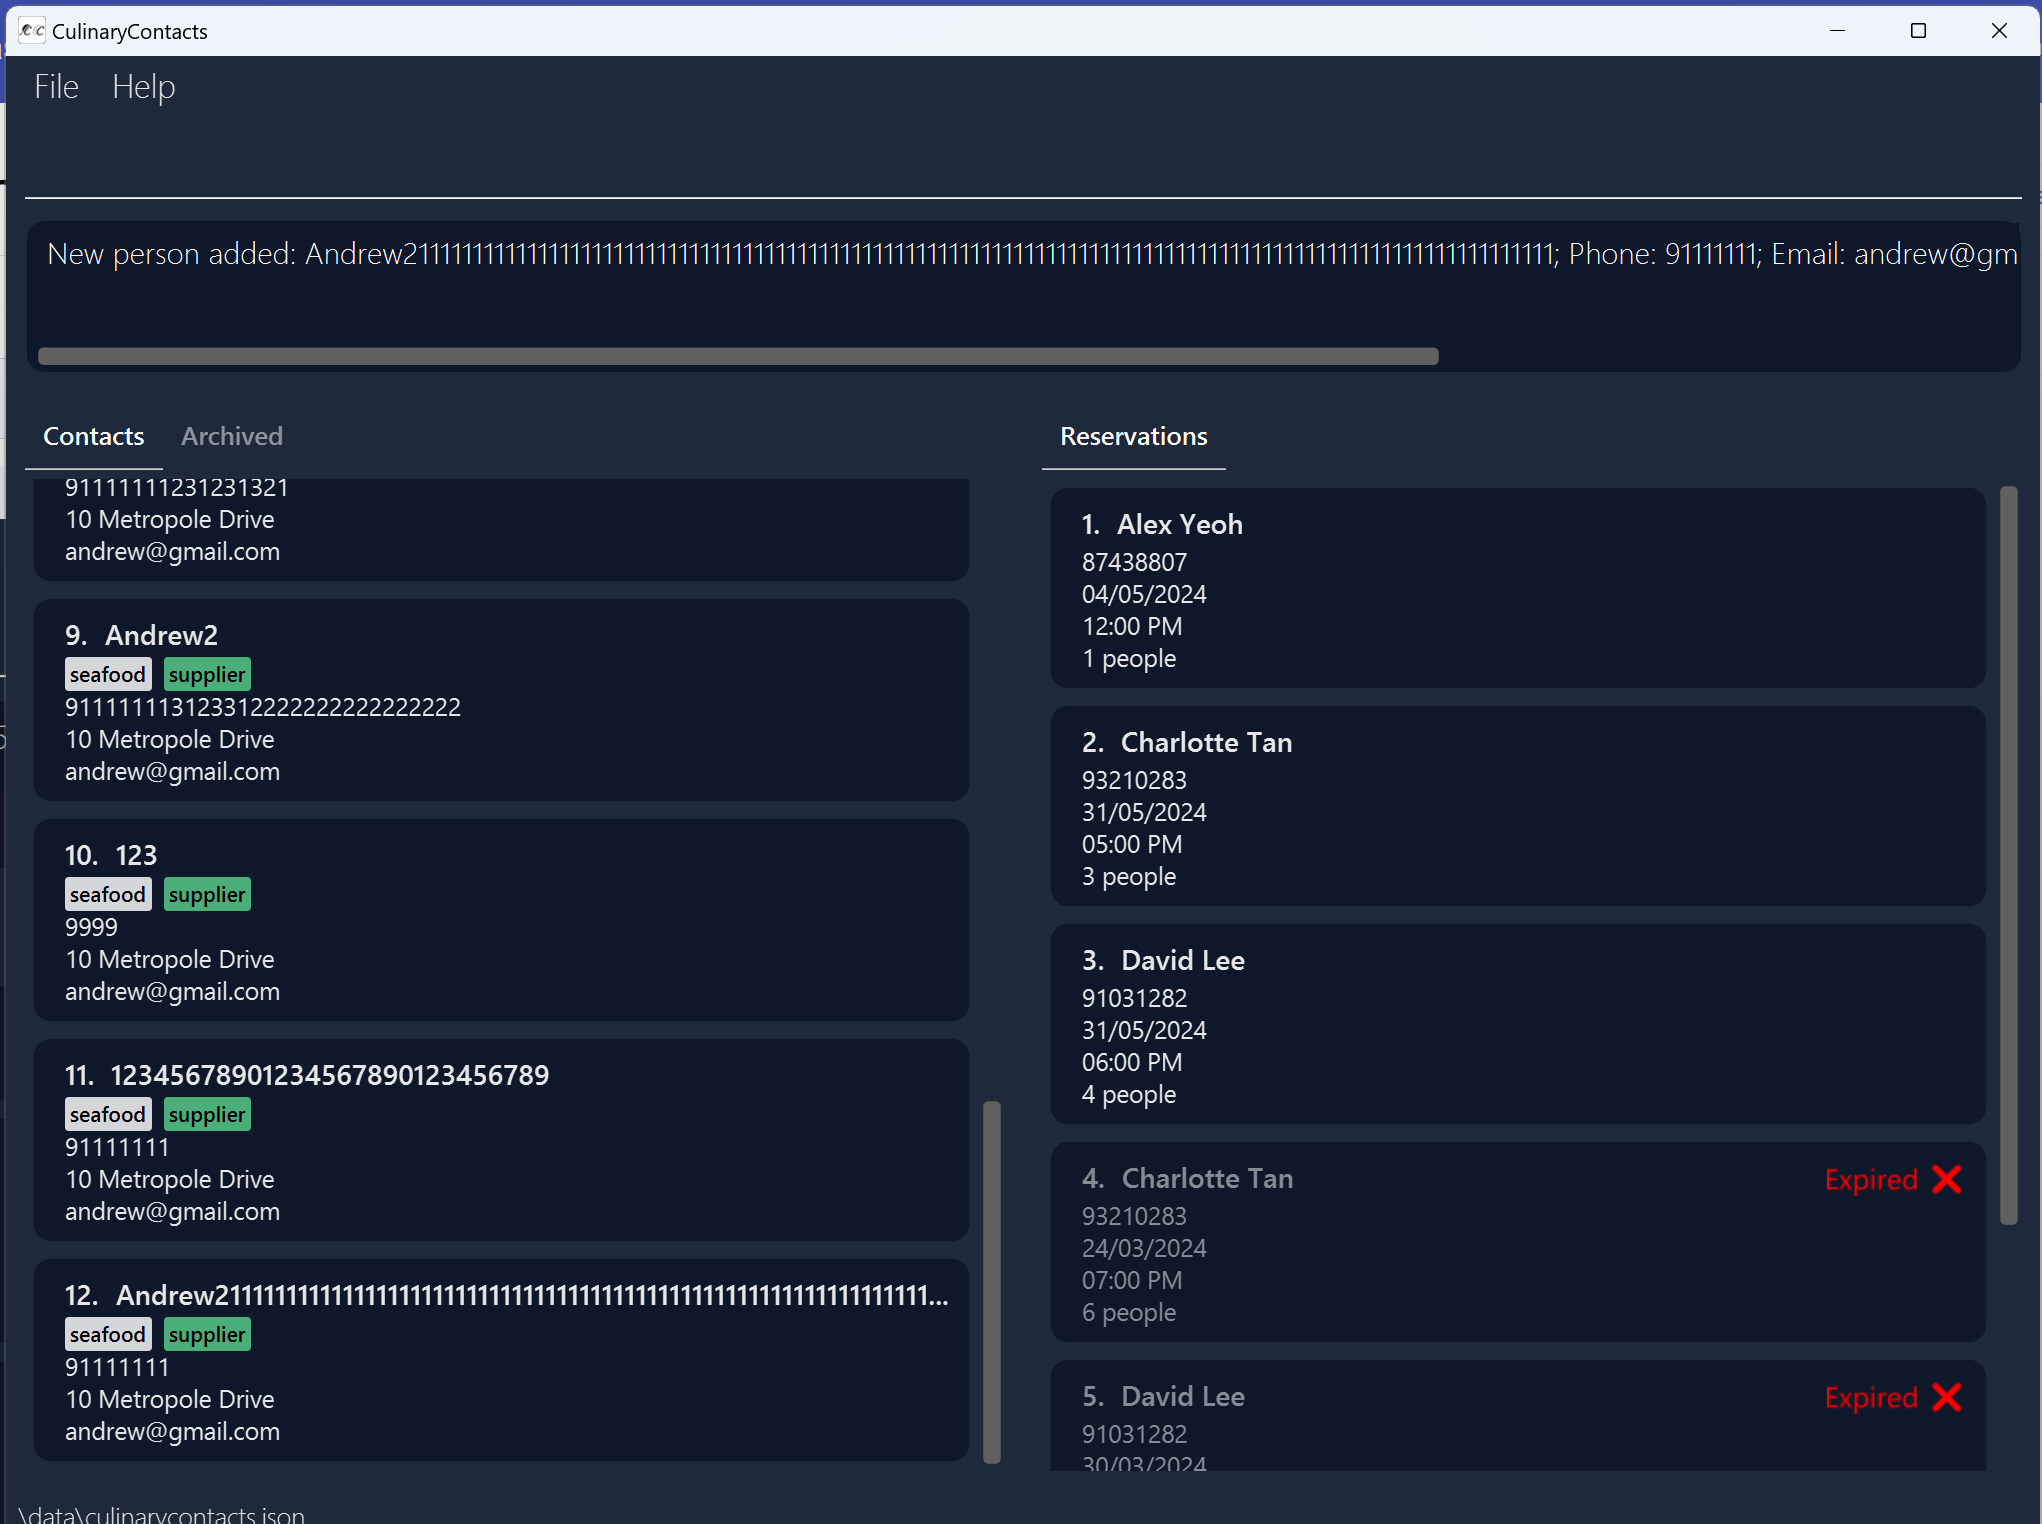 CulinaryContacts
File Help
New person added: Andrew21111111111111111111111111111111111111111111111111111111111111111111111111111111111111111111111111; Phone: 91111111; Email: andrew@gm
Contacts Archived
91111111231231321
10 Metropole Drive
andrew@gmail.com
9. Andrew2
seafood supplier
911111111312331222222222222222
10 Metropole Drive
andrew@gmail.com
10. 123
seafood supplier
9999
10 Metropole Drive
andrew@gmail.com
11. 12345678901234567890123456789
seafood supplier
91111111
10 Metropole Drive
andrew@gmail.com
12. Andrew21111111111111111111111111111111111111111111111111111111111111...
seafood supplier
91111111
10 Metropole Drive
andrew@gmail.com
Reservations
1. Alex Yeoh
87438807
04/05/2024
12:00 PM
1 people
2. Charlotte Tan
93210283
31/05/2024
05:00 PM
3 people
3. David Lee
91031282
31/05/2024
06:00 PM
4 people
4. Charlotte Tan
Expired
93210283
24/03/2024
07:00 PM
6 people
5. David Lee
Expired
91031282
30/03/2024
\data\culinarycontacts.json